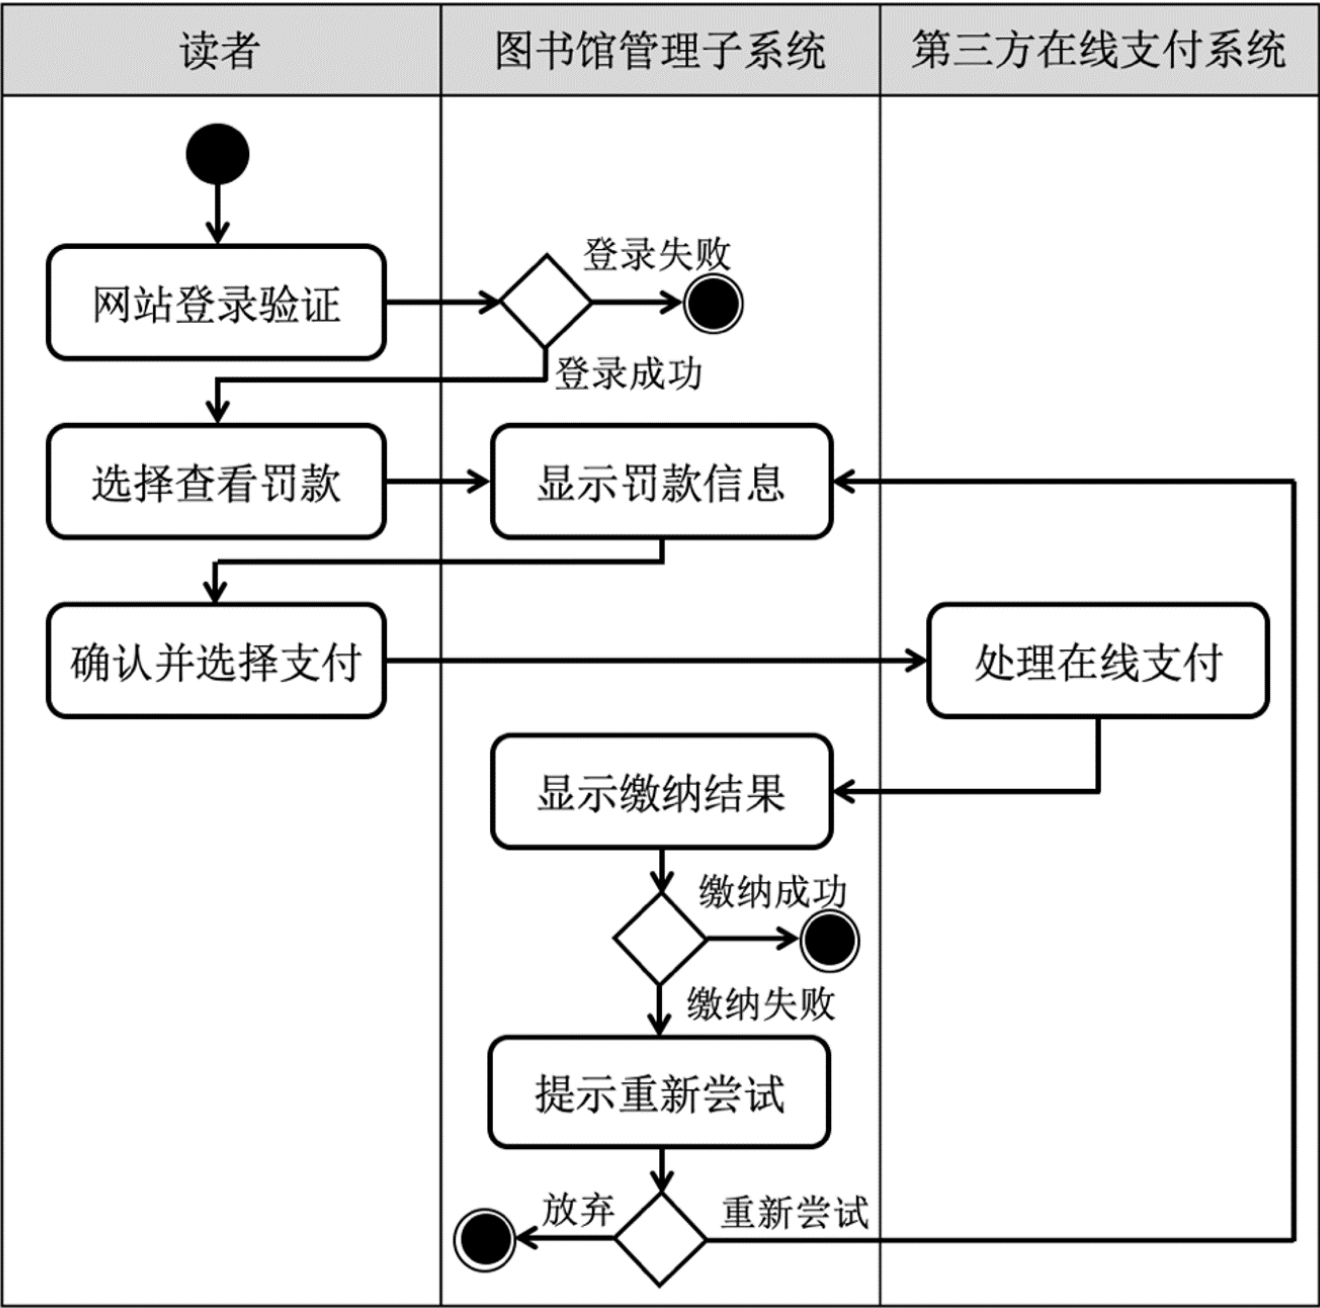 读者
图书馆管理子系统
第三方在线支付系统
登录失败
网站登录验证
登录成功
选择查看罚款
显示罚款信息
确认并选择支付
处理在线支付
显示缴纳结果
缴纳成功
缴纳失败
提示重新尝试
放弃
重新尝试